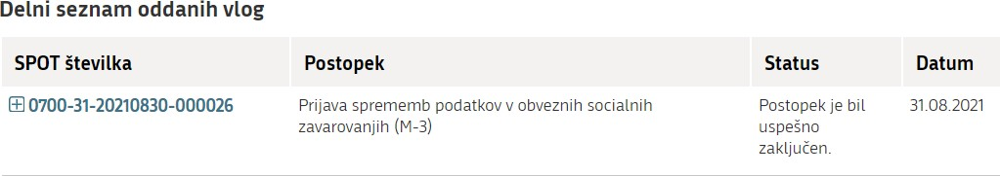 Delni seznam oddanih vlog
SPOT številka Postopek Status Datum
0700-31-20210830-000026 Prijava sprememb podatkov v obveznih socialnih Postopek je bil 31.08.2021
zavarovanjih (M-3) uspešno
zaključen.